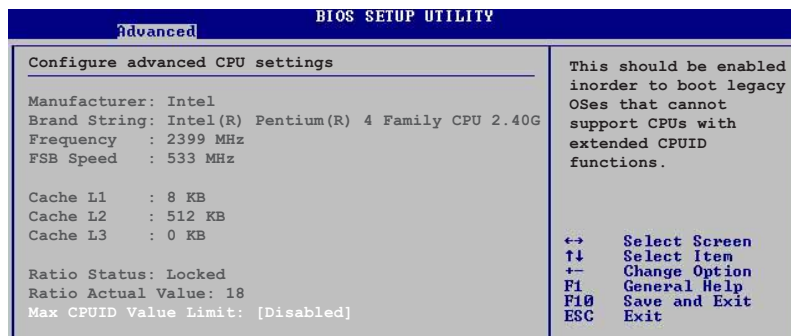 BIOS SETUP UTILITY
Advanced
Configure advanced CPU settings
Manufacturer: Intel
Brand String: Intel(R) Pentium(R) 4 Family CPU 2.40G
Frequency : 2399 MHz
FSB Speed : 533 MHz
Cache L1 : 8 KB
Cache L2 : 512 KB
Cache L3 : 0 KB
Ratio Status: Locked
Ratio Actual Value: 18
Max CPUID Value Limit: [Disabled]
This should be enabled
inorder to boot legacy
OSes that cannot
support CPUs with
extended CPUID
functions.
←→ Select Screen
↑↓ Select Item
+- Change Option
F1 General Help
F10 Save and Exit
ESC Exit